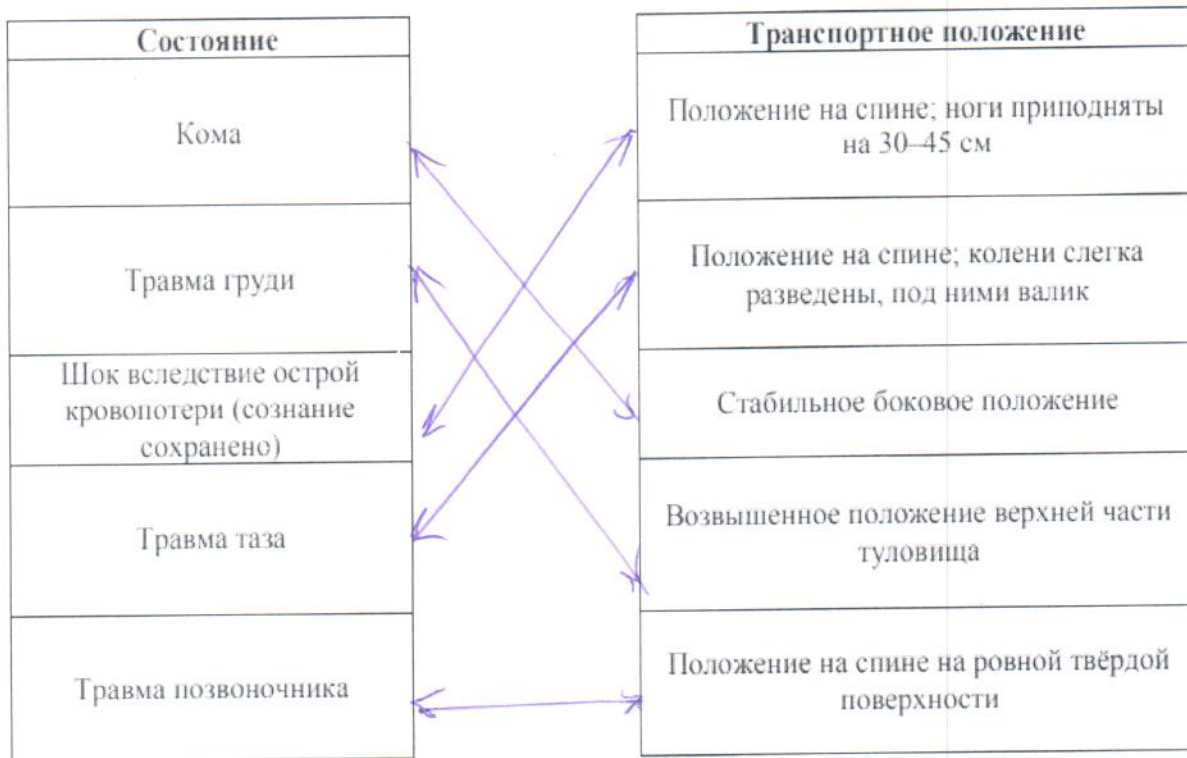 Состояние
Кома
Травма груди
Шок вследствие острой
кровопотери (сознание
сохранено)
Травма таза
Травма позвоночника
Транспортное положение
Положение на спине; ноги приподняты
на 30–45 см
Положение на спине; колени слегка
разведены, под ними валик
Стабильное боковое положение
Возвышенное положение верхней части
туловища
Положение на спине на ровной твёрдой
поверхности